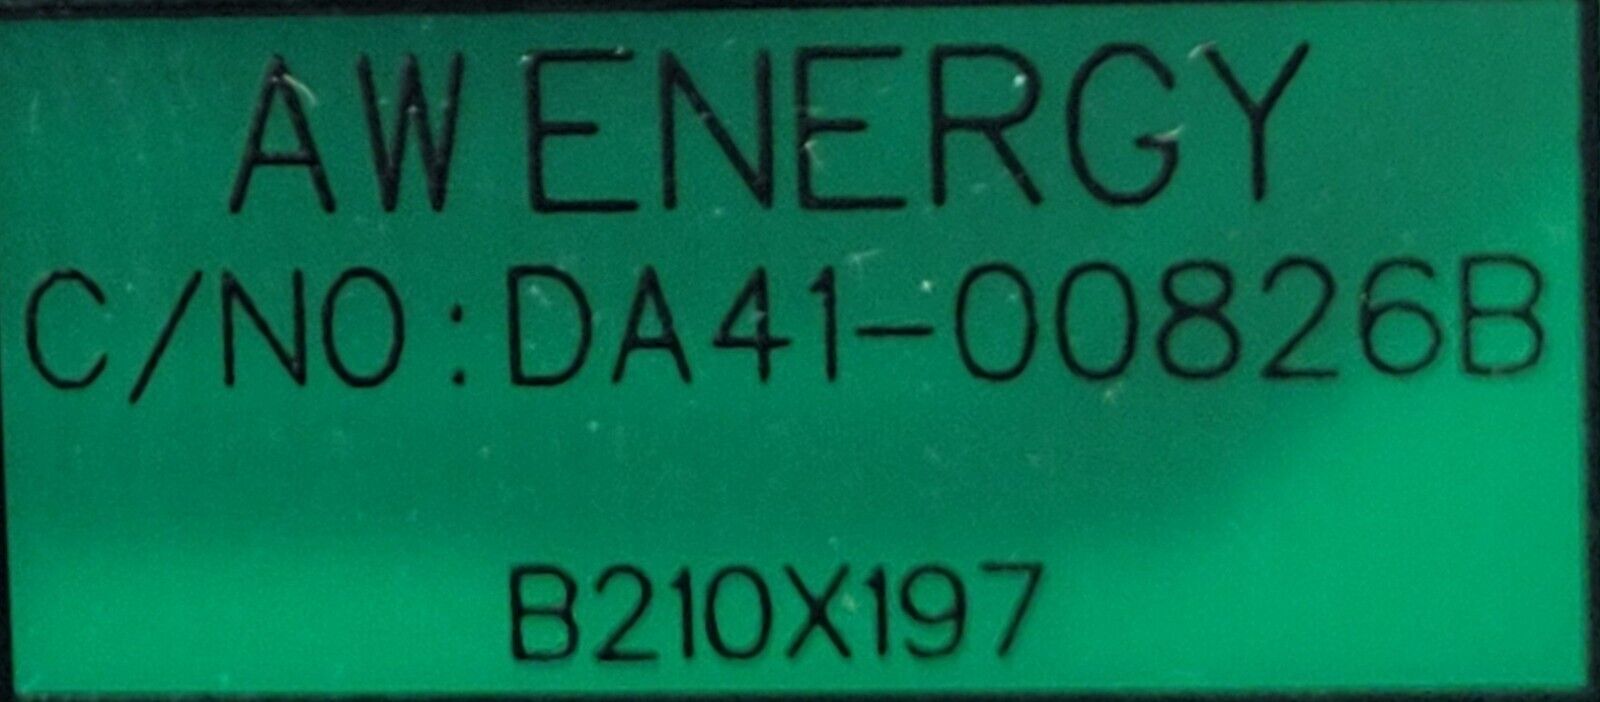 AW ENERGY
C/NO:DA41-00826B
B210X197